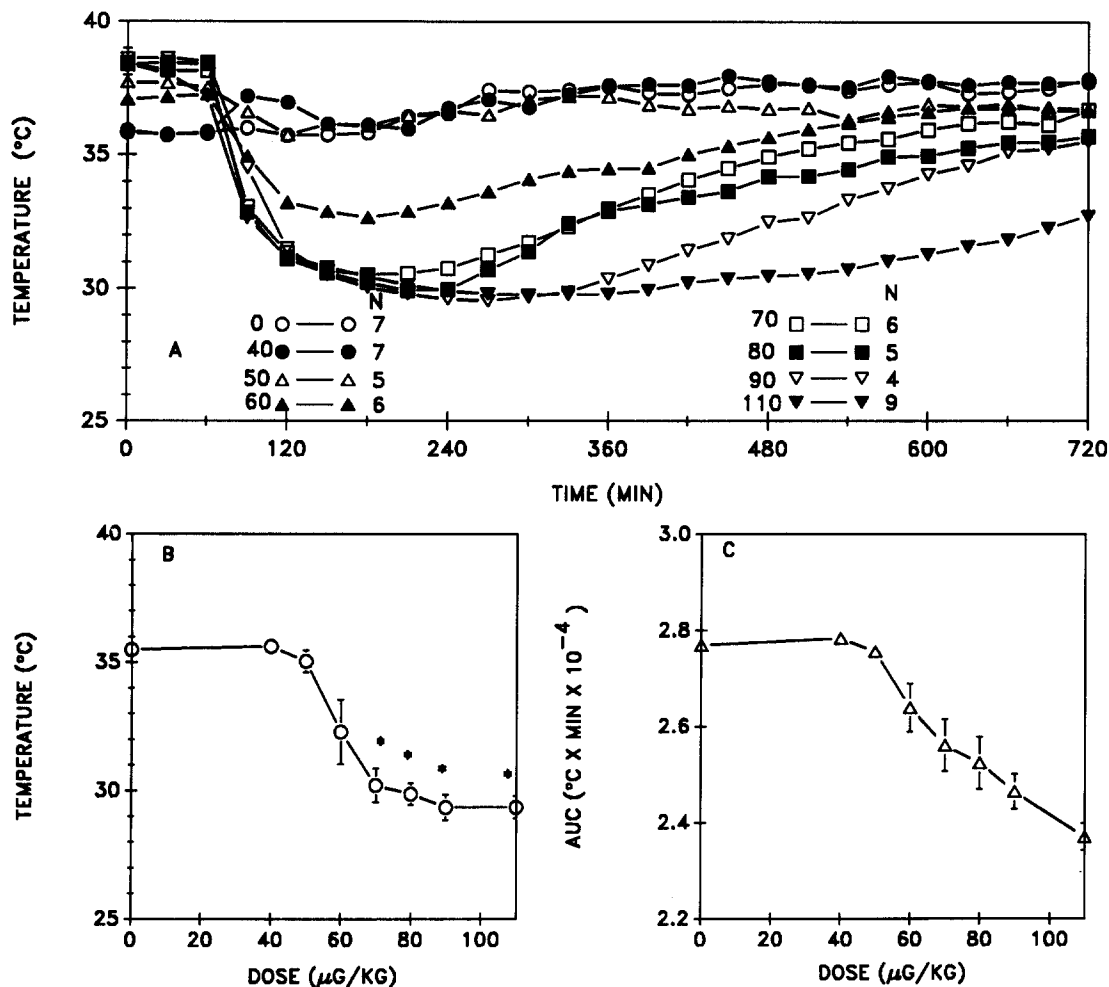 40
35
30
25
TEMPERATURE (°C)
A
N
0 7
40 7
50 5
60 6
N
70 6
80 5
90 4
110 9
0 120 240 360 480 600 720
TIME (MIN)
B
40
35
30
25
TEMPERATURE (°C)
* * * *
0 20 40 60 80 100
DOSE (μG/KG)
C
3.0
2.8
2.6
2.4
2.2
AUC (°C X MIN X 10⁻⁴)
0 20 40 60 80 100
DOSE (μG/KG)